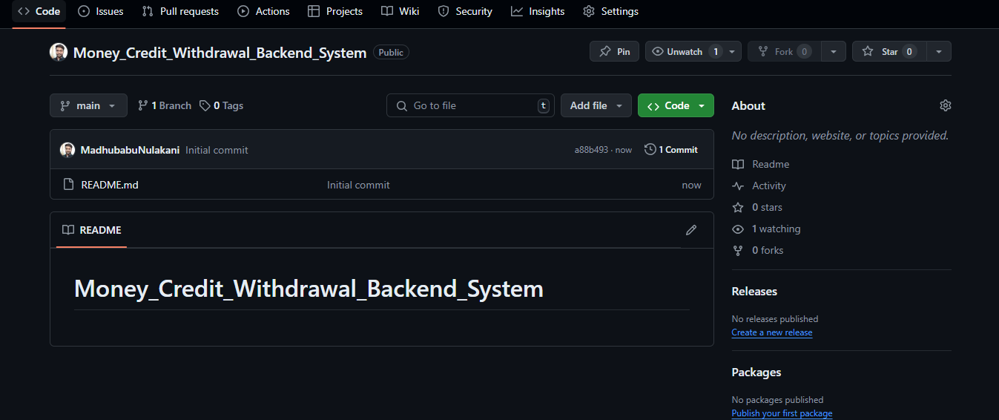 Code Issues Pull requests Actions Projects Wiki Security Insights Settings
Money_Credit_Withdrawal_Backend_System Public Pin Unwatch 1 Fork 0 Star 0
main 1 Branch 0 Tags Go to file t Add file Code
MadhubabuNulakani Initial commit a88b493 · now 1 Commit
README.md Initial commit now
README
Money_Credit_Withdrawal_Backend_System
About
No description, website, or topics provided.
Readme
Activity
0 stars
1 watching
0 forks
Releases
No releases published
Create a new release
Packages
No packages published
Publish your first package